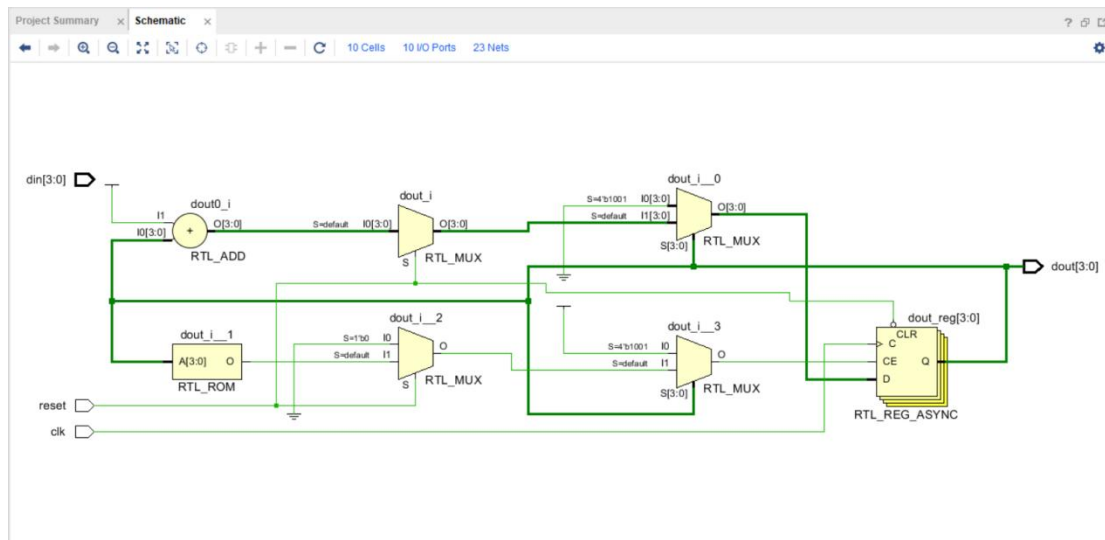 Project Summary × Schematic × ?
10 Cells 10 I/O Ports 23 Nets
din[3:0]
dout0_i
I1
I0[3:0]
+
O[3:0]
RTL_ADD
dout_i
S=default I0[3:0]
O[3:0]
S
RTL_MUX
dout_i__0
S=4'b1001 I0[3:0]
S=default I1[3:0]
O[3:0]
S[3:0]
RTL_MUX
dout[3:0]
dout_i__1
A[3:0] O
RTL_ROM
dout_i__2
S=1'b0 I0
S=default I1
O
S
RTL_MUX
dout_i__3
S=4'b1001 I0
S=default I1
O
S[3:0]
RTL_MUX
dout_reg[3:0]
CLR
C
CE Q
D
RTL_REG_ASYNC
reset
clk